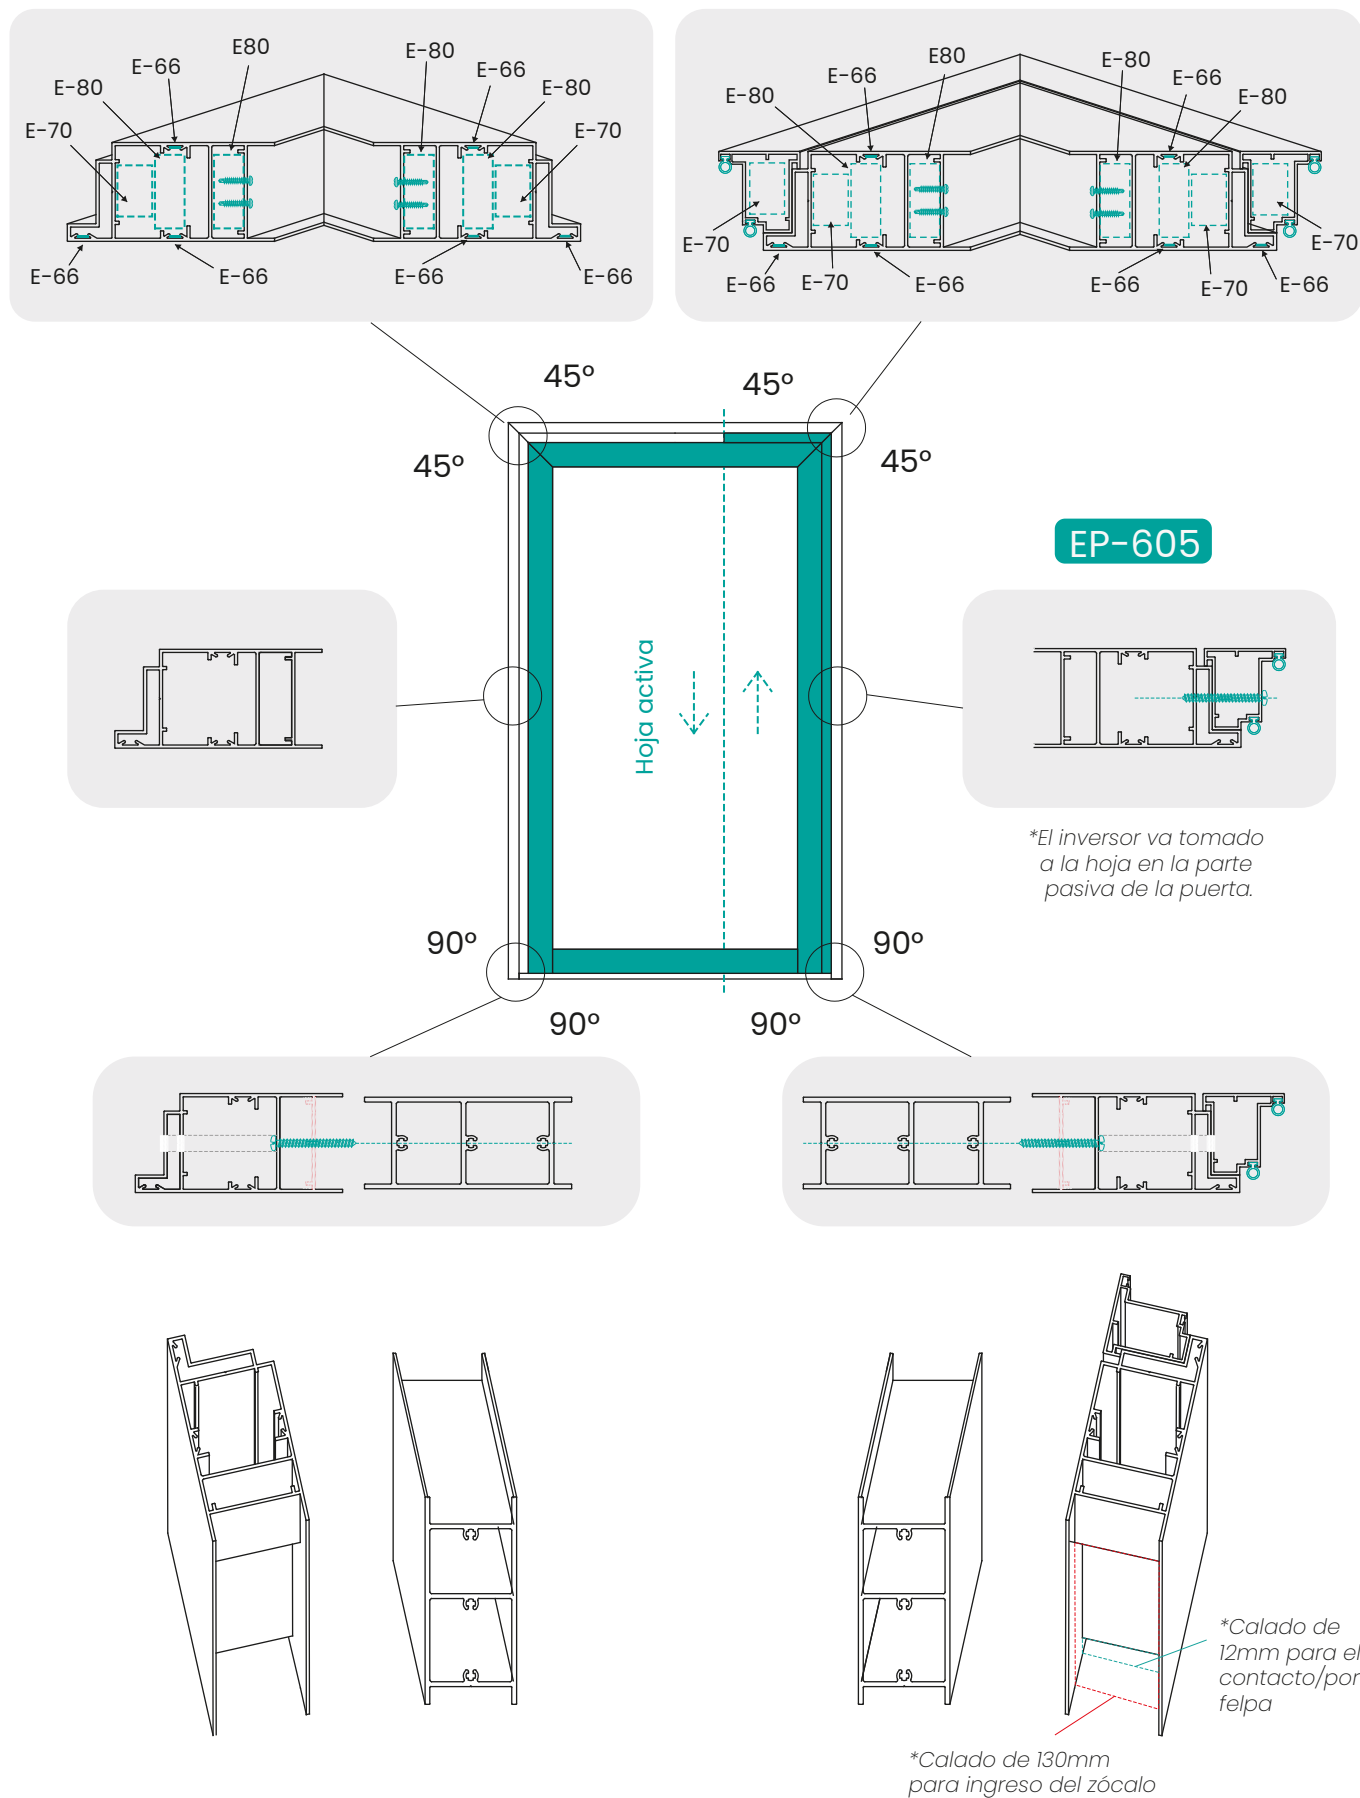 E80
E-80
E-66
E-66
E-80
E-80
E-70
E-70
E-66
E-66
E-66
E-66
E80
E-80
E-66
E-66
E-80
E-80
E-70
E-70
E-66
E-70
E-66
E-66
E-70
E-66
45º
45º
45º
45º
EP-605
Hoja activa
*El inversor va tomado
a la hoja en la parte
pasiva de la puerta.
90º
90º
90º
90º
*Calado de
12mm para el
contacto/por
felpa
*Calado de 130mm
para ingreso del zócalo